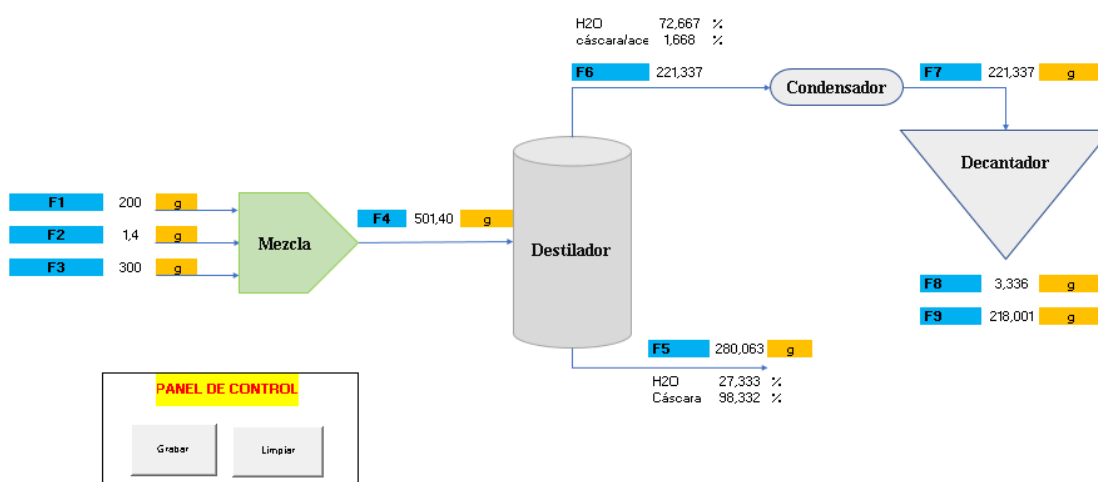 H2O 72,667 %
cáscara/ace 1,668 %
F6 221,337
F7 221,337 g
Condensador
Decantador
F1 200 g
F2 1,4 g
F3 300 g
Mezcla
F4 501,40 g
Destilador
F8 3,336 g
F9 218,001 g
F5 280,063 g
H2O 27,333 %
Cáscara 98,332 %
PANEL DE CONTROL
Grabar Limpiar